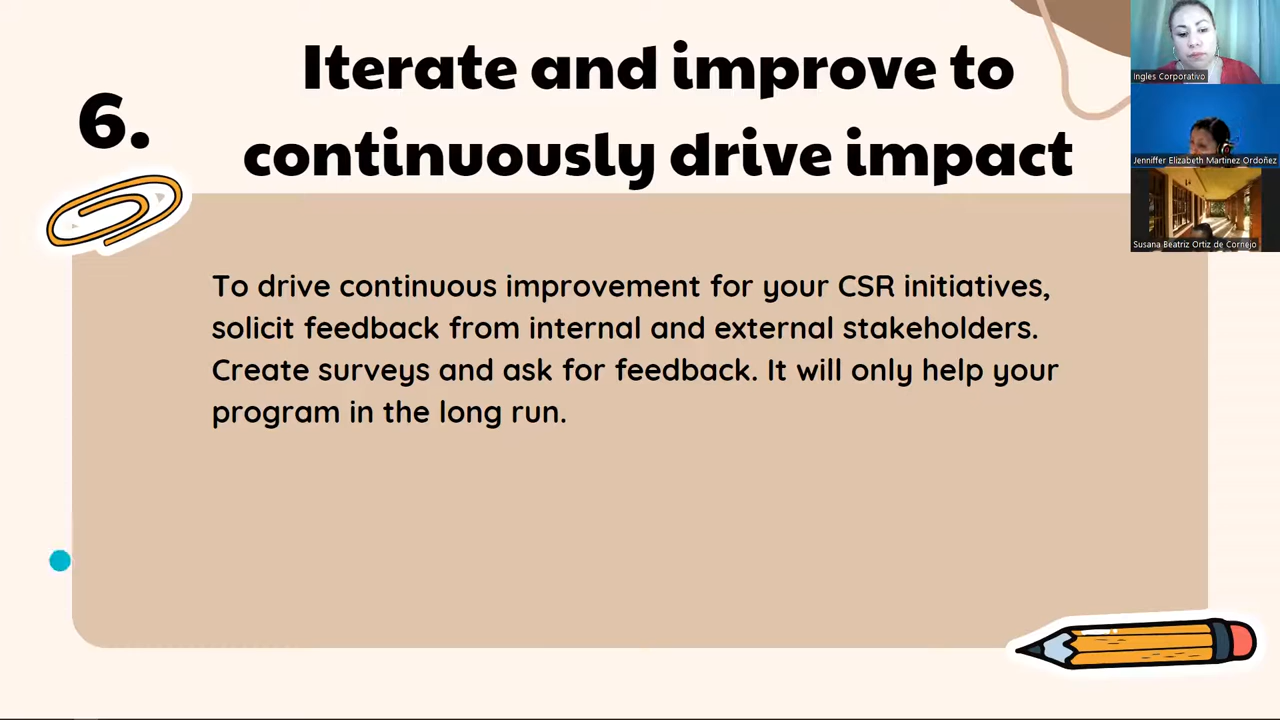 6.
Iterate and improve to
continuously drive impact
To drive continuous improvement for your CSR initiatives,
solicit feedback from internal and external stakeholders.
Create surveys and ask for feedback. It will only help your
program in the long run.
Ingles Corporativo
Jenniffer Elizabeth Martinez Ordoñez
Susana Beatriz Ortiz de Cornejo